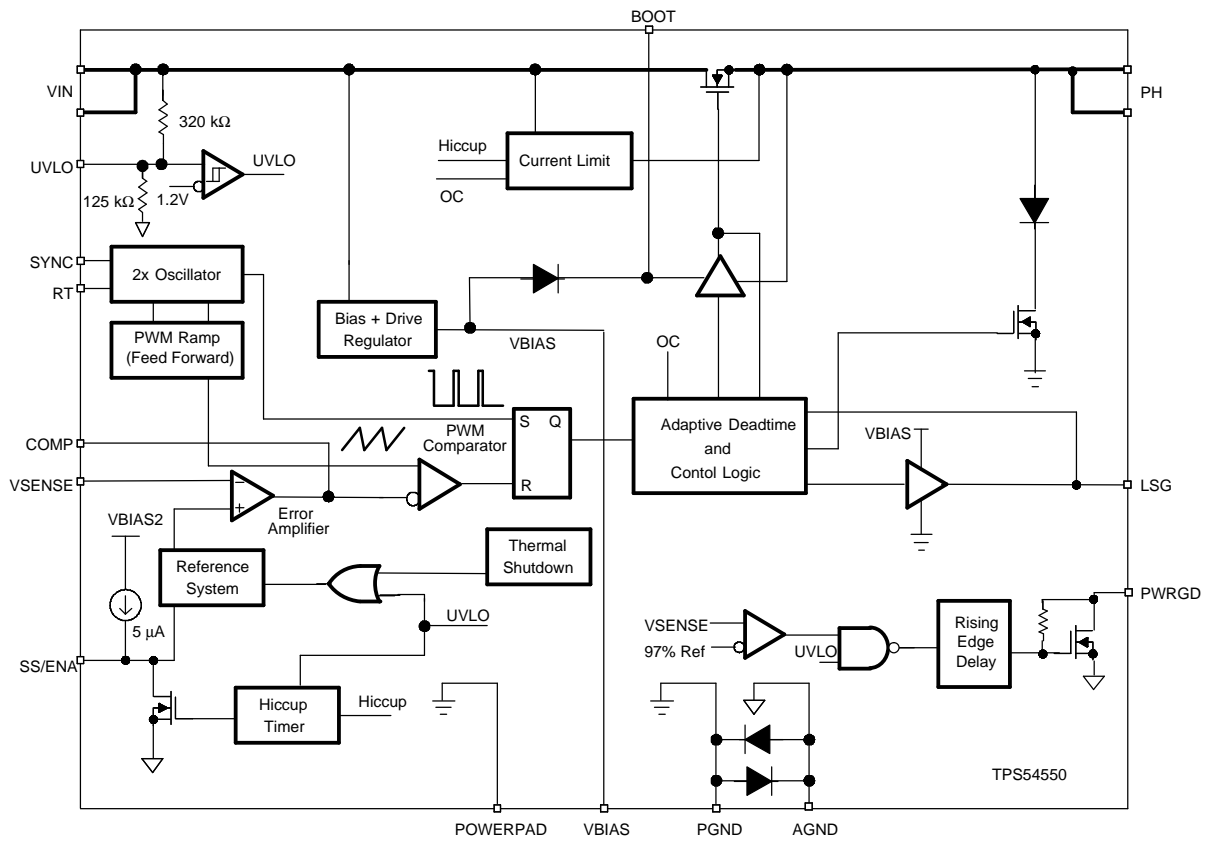 BOOT
VIN
PH
320 kΩ
UVLO
UVLO
125 kΩ
1.2V
Hiccup
OC
Current Limit
SYNC
RT
2x Oscillator
PWM Ramp
(Feed Forward)
Bias + Drive
Regulator
VBIAS
OC
PWM
Comparator
S Q
R
Adaptive Deadtime
and
Contol Logic
VBIAS
COMP
VSENSE
LSG
Error
Amplifier
VBIAS2
Reference
System
Thermal
Shutdown
5 µA
UVLO
SS/ENA
Hiccup
Timer
Hiccup
VSENSE
97% Ref
UVLO
Rising
Edge
Delay
PWRGD
TPS54550
POWERPAD
VBIAS
PGND
AGND